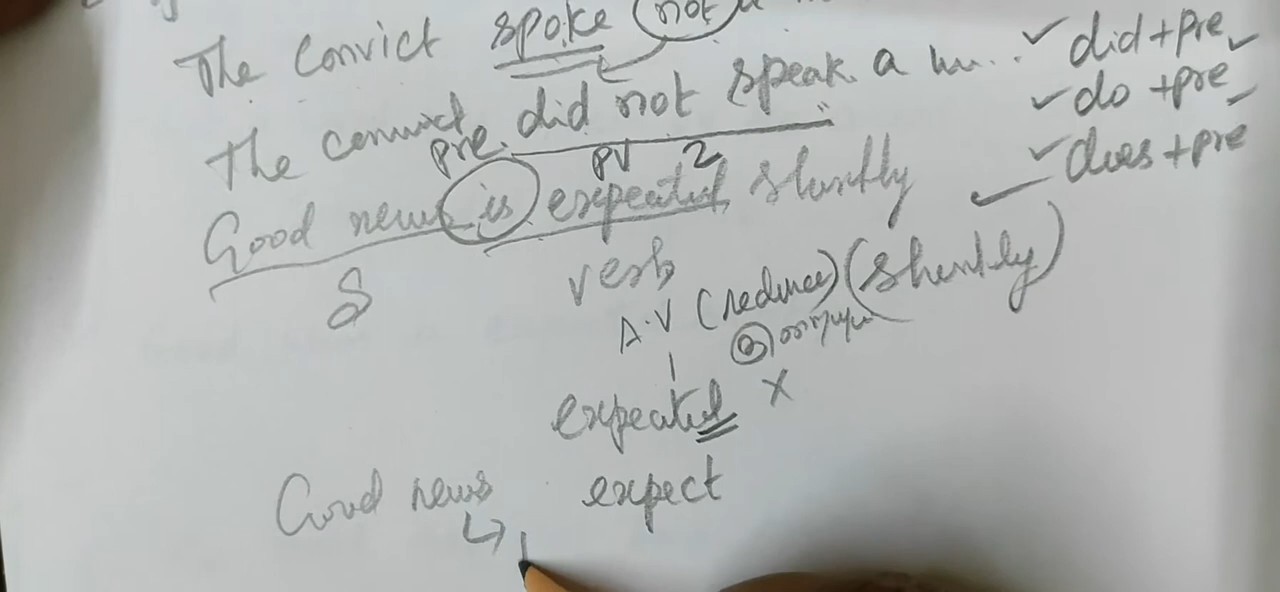 The convict spoke not a
The convict did not speak a wo.. ✓ did + pre ✓
✓ do + pre
✓ does + pre
pre. PV 2
Good news is expected shortly
S verb
A.V (reduce) (Shortly)
expected x
Good news expect